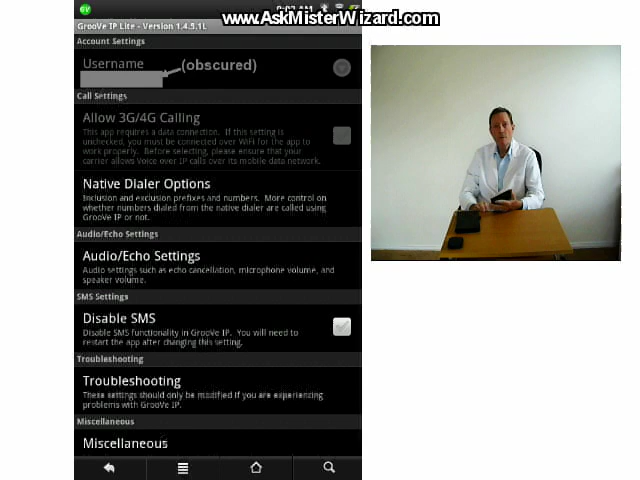 www.AskMisterWizard.com
GrooVe IP Lite - Version 1.4.5.1L
Account Settings
Username
(obscured)
Call Settings
Allow 3G/4G Calling
This app requires a data connection. If this setting is
unchecked, you must be connected over WiFi for the app to
work properly. Before selecting, please ensure that your
carrier allows Voice over IP calls over its mobile data network.
Native Dialer Options
Inclusion and exclusion prefixes and numbers. More control on
whether numbers dialed from the native dialer are called using
GrooVe IP or not.
Audio/Echo Settings
Audio/Echo Settings
Audio settings such as echo cancellation, microphone volume, and
speaker volume.
SMS Settings
Disable SMS
Disable SMS functionality in GrooVe IP. You will need to
restart the app after changing this setting.
Troubleshooting
Troubleshooting
These settings should only be modified if you are experiencing
problems with GrooVe IP.
Miscellaneous
Miscellaneous